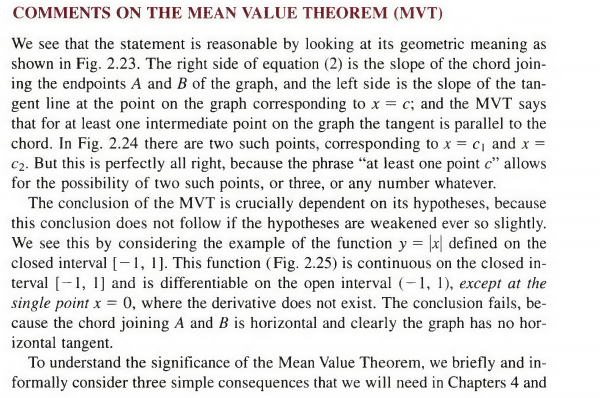 COMMENTS ON THE MEAN VALUE THEOREM (MVT)
We see that the statement is reasonable by looking at its geometric meaning as
shown in Fig. 2.23. The right side of equation (2) is the slope of the chord join-
ing the endpoints A and B of the graph, and the left side is the slope of the tan-
gent line at the point on the graph corresponding to x = c; and the MVT says
that for at least one intermediate point on the graph the tangent is parallel to the
chord. In Fig. 2.24 there are two such points, corresponding to x = c₁ and x =
c₂. But this is perfectly all right, because the phrase “at least one point c” allows
for the possibility of two such points, or three, or any number whatever.
The conclusion of the MVT is crucially dependent on its hypotheses, because
this conclusion does not follow if the hypotheses are weakened ever so slightly.
We see this by considering the example of the function y = |x| defined on the
closed interval [−1, 1]. This function (Fig. 2.25) is continuous on the closed in-
terval [−1, 1] and is differentiable on the open interval (−1, 1), except at the
single point x = 0, where the derivative does not exist. The conclusion fails, be-
cause the chord joining A and B is horizontal and clearly the graph has no hor-
izontal tangent.
To understand the significance of the Mean Value Theorem, we briefly and in-
formally consider three simple consequences that we will need in Chapters 4 and